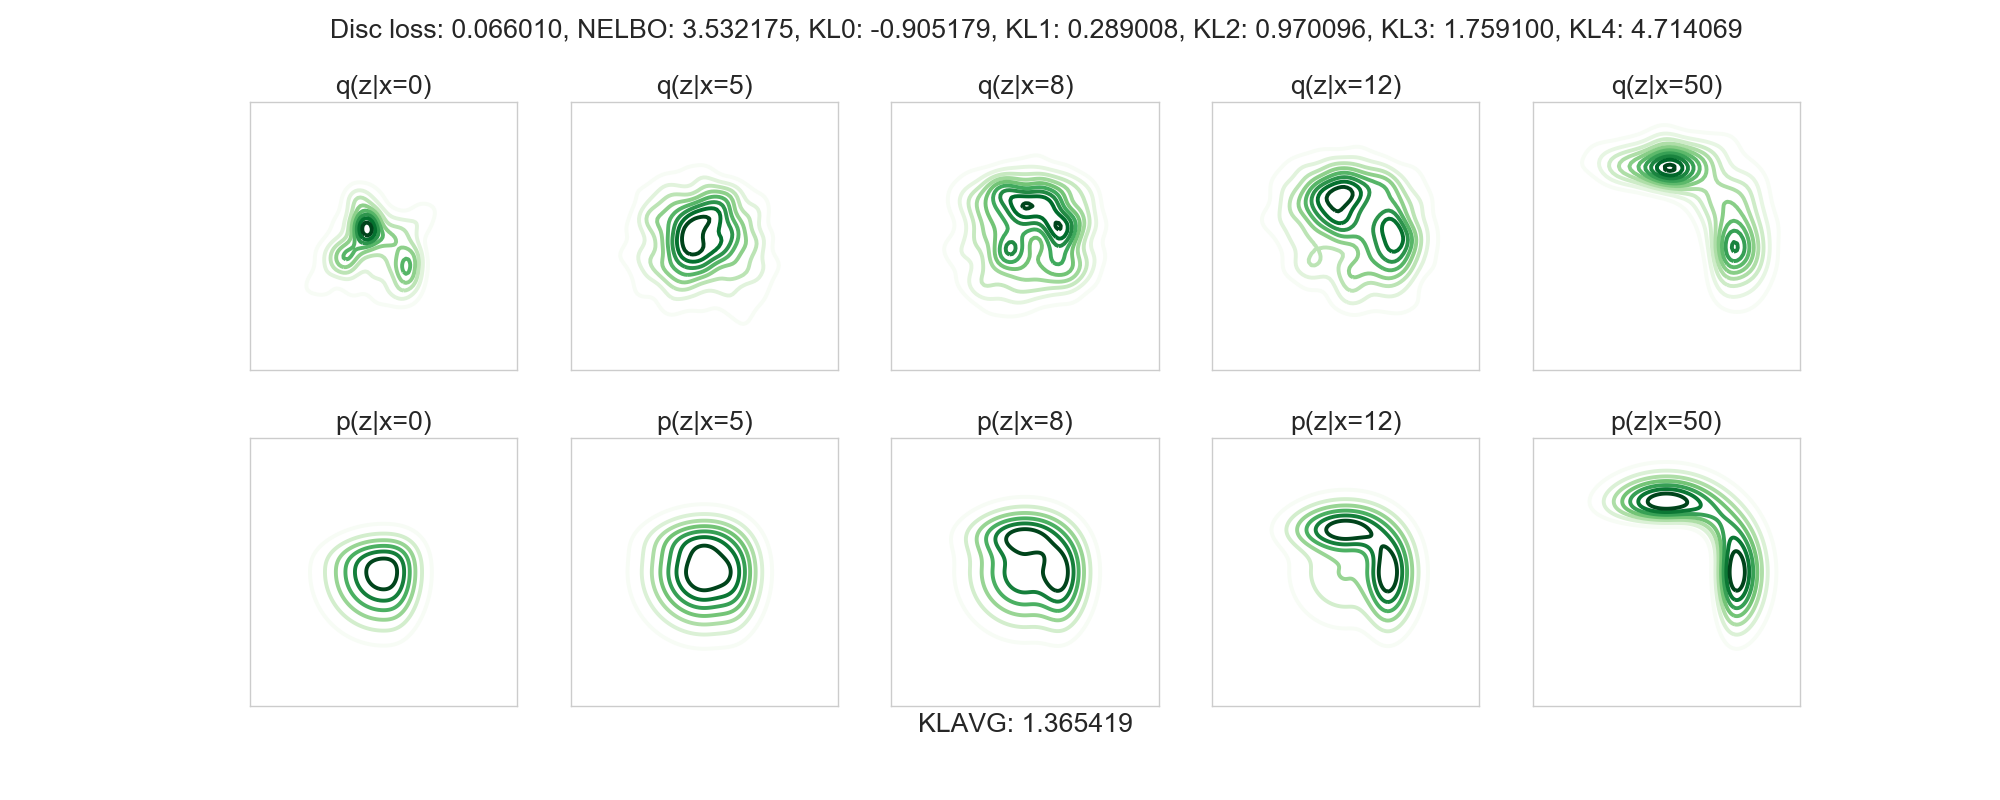 Disc loss: 0.066010, NELBO: 3.532175, KL0: -0.905179, KL1: 0.289008, KL2: 0.970096, KL3: 1.759100, KL4: 4.714069
q(z|x=0) q(z|x=5) q(z|x=8) q(z|x=12) q(z|x=50)
p(z|x=0) p(z|x=5) p(z|x=8) p(z|x=12) p(z|x=50)
KLAVG: 1.365419